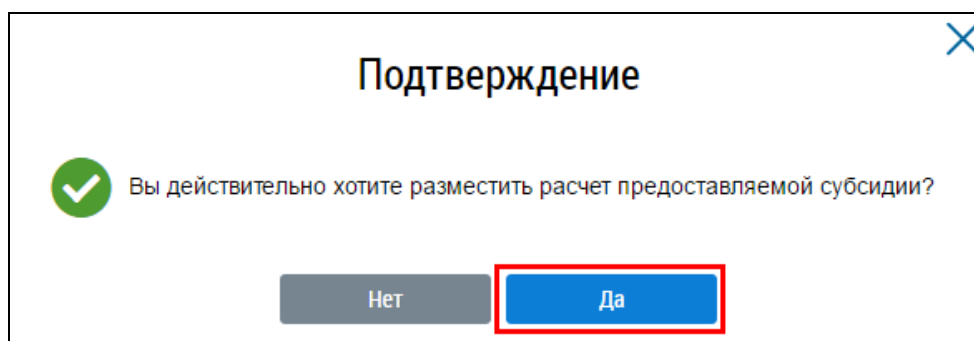 Подтверждение
Вы действительно хотите разместить расчет предоставляемой субсидии?
Нет
Да